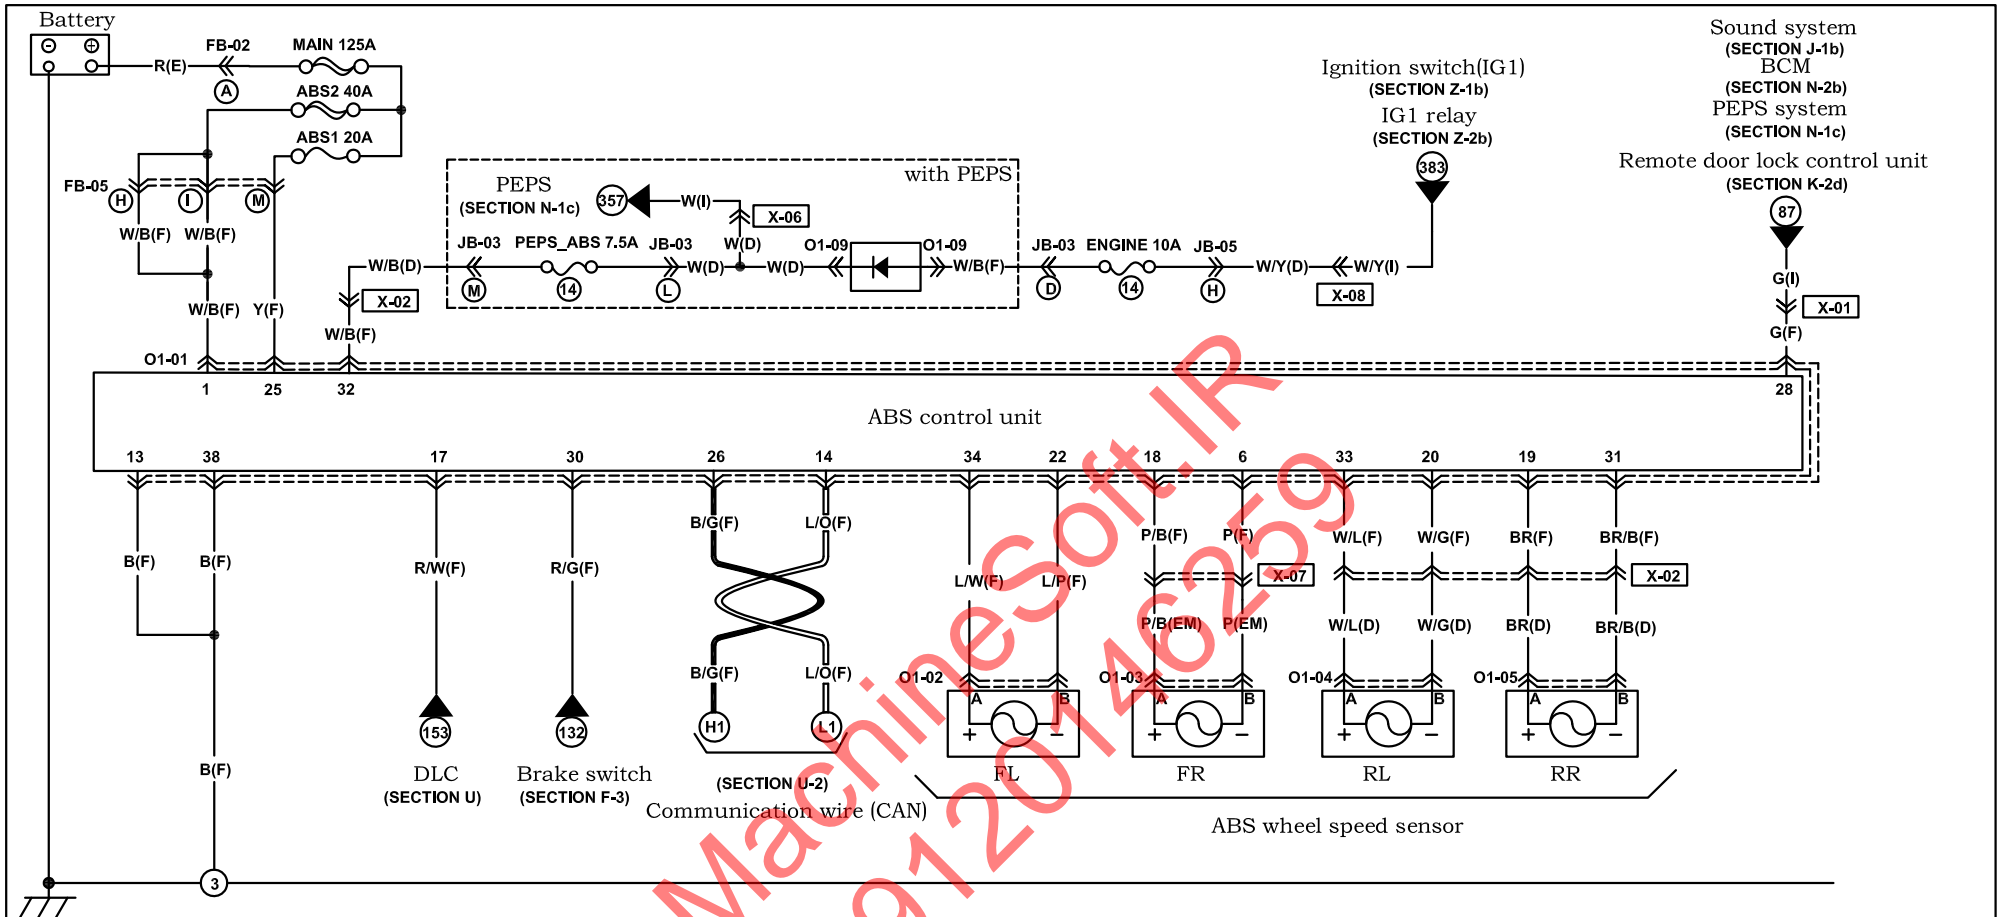 Battery
R(E)
FB-02
A
MAIN 125A
ABS2 40A
ABS1 20A
FB-05
H
I
M
W/B(F)
W/B(F)
W/B(F)
Y(F)
W/B(D)
X-02
W/B(F)
with PEPS
PEPS
(SECTION N-1c)
357
W(I)
X-06
W(D)
JB-03
M
PEPS_ABS 7.5A
14
JB-03
L
W(D)
W(D)
O1-09
O1-09
W/B(F)
JB-03
D
ENGINE 10A
14
JB-05
H
W/Y(D)
X-08
W/Y(I)
Ignition switch(IG1)
(SECTION Z-1b)
IG1 relay
(SECTION Z-2b)
383
Sound system
(SECTION J-1b)
BCM
(SECTION N-2b)
PEPS system
(SECTION N-1c)
Remote door lock control unit
(SECTION K-2d)
87
G(I)
X-01
G(F)
O1-01
1
25
32
28
ABS control unit
13
38
17
30
26
14
34
22
18
6
33
20
19
31
B(F)
B(F)
B(F)
3
R/W(F)
153
DLC
(SECTION U)
R/G(F)
132
Brake switch
(SECTION F-3)
B/G(F)
L/O(F)
B/G(F)
L/O(F)
H1
L1
(SECTION U-2)
Communication wire (CAN)
L/W(F)
L/P(F)
P/B(F)
P(F)
X-07
P/B(EM)
P(EM)
W/L(F)
W/G(F)
BR(F)
BR/B(F)
X-02
W/L(D)
W/G(D)
BR(D)
BR/B(D)
O1-02
A
B
+
−
FL
O1-03
A
B
+
−
FR
O1-04
A
B
+
−
RL
O1-05
A
B
+
−
RR
ABS wheel speed sensor
MachineSoft.IR
9120146259